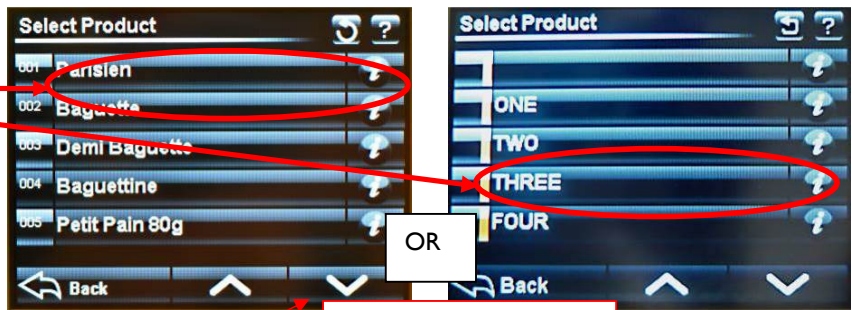 Select Product ?
001 Parisien
002 Baguette
003 Demi Baguette
004 Baguettine
005 Petit Pain 80g
Back
OR
Select Product ?
ONE
TWO
THREE
FOUR
Back